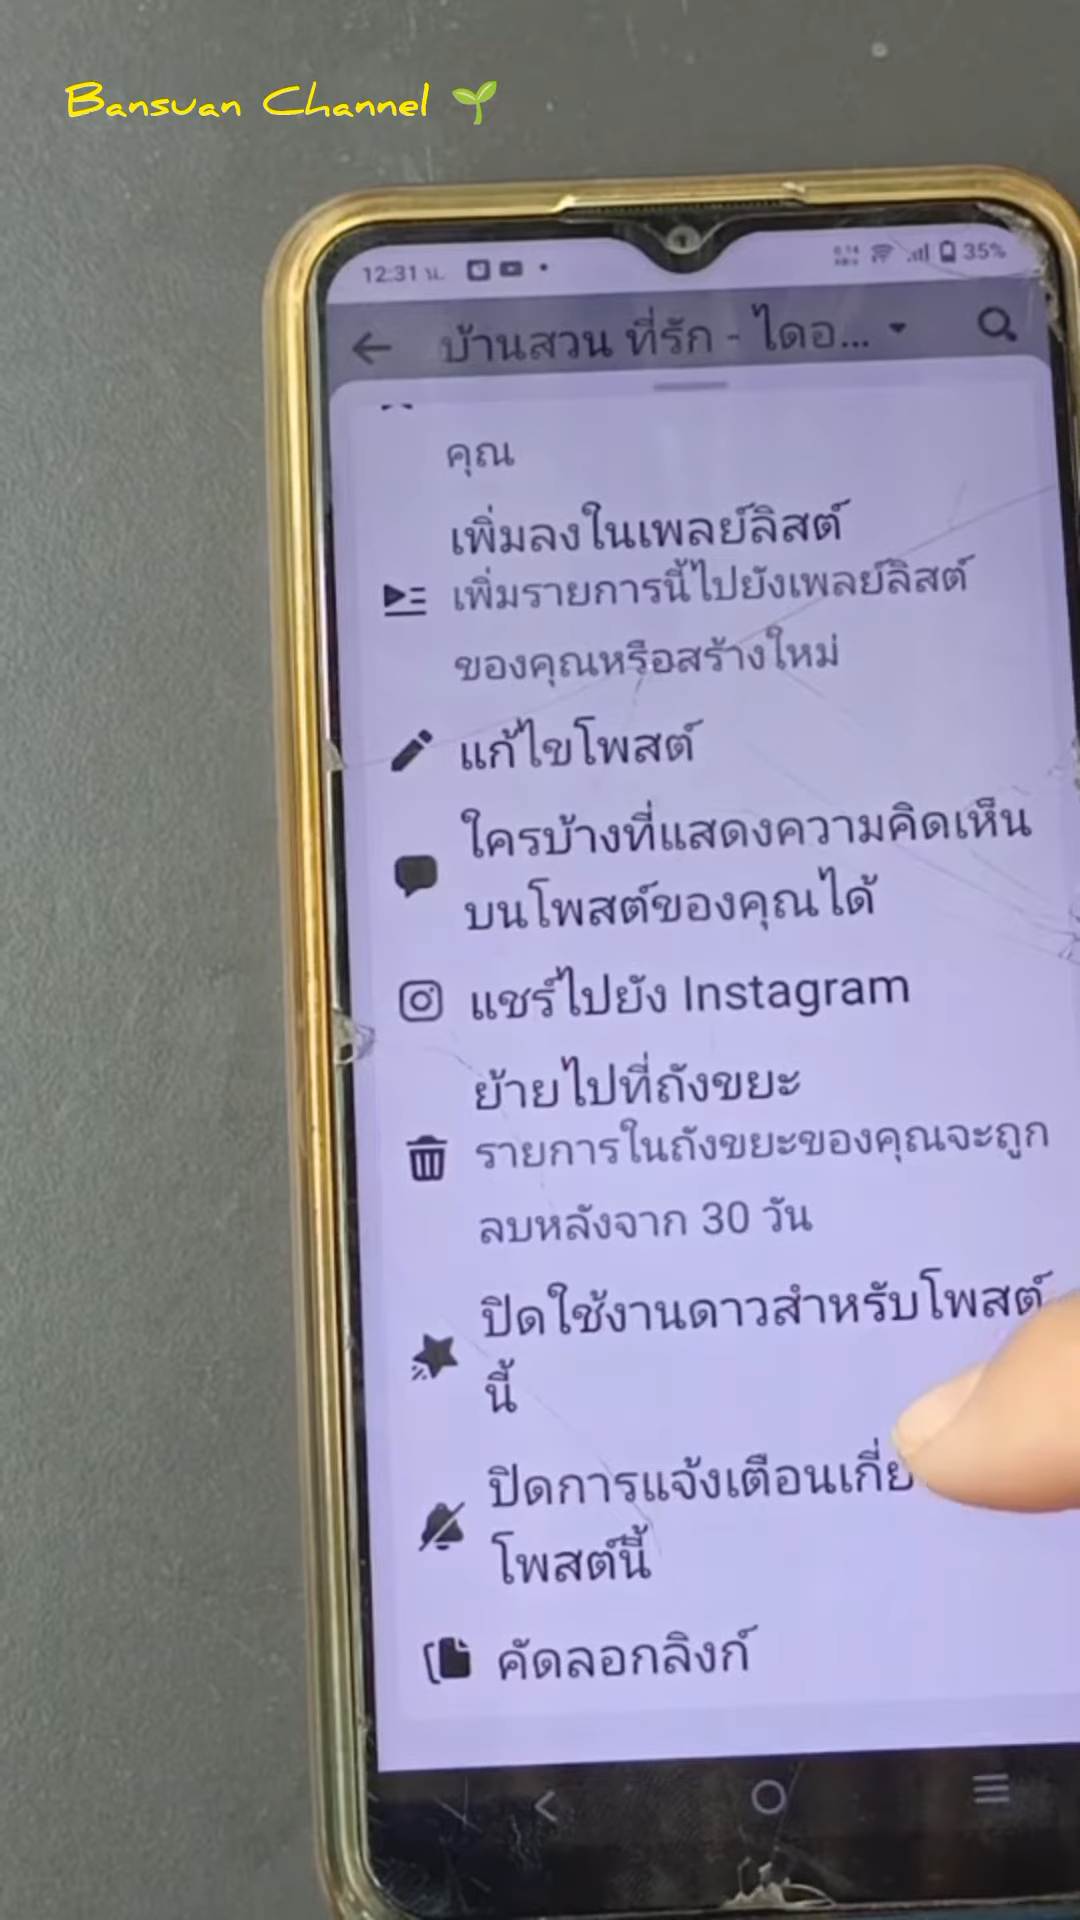 Bansuan Channel
12:31 น.
35%
บ้านสวน ที่รัก - ไดอ...
คุณ
เพิ่มลงในเพลย์ลิสต์
เพิ่มรายการนี้ไปยังเพลย์ลิสต์
ของคุณหรือสร้างใหม่
แก้ไขโพสต์
ใครบ้างที่แสดงความคิดเห็น
บนโพสต์ของคุณได้
แชร์ไปยัง Instagram
ย้ายไปที่ถังขยะ
รายการในถังขยะของคุณจะถูก
ลบหลังจาก 30 วัน
ปิดใช้งานดาวสำหรับโพสต์
นี้
ปิดการแจ้งเตือนเกี่ย
โพสต์นี้
คัดลอกลิงก์